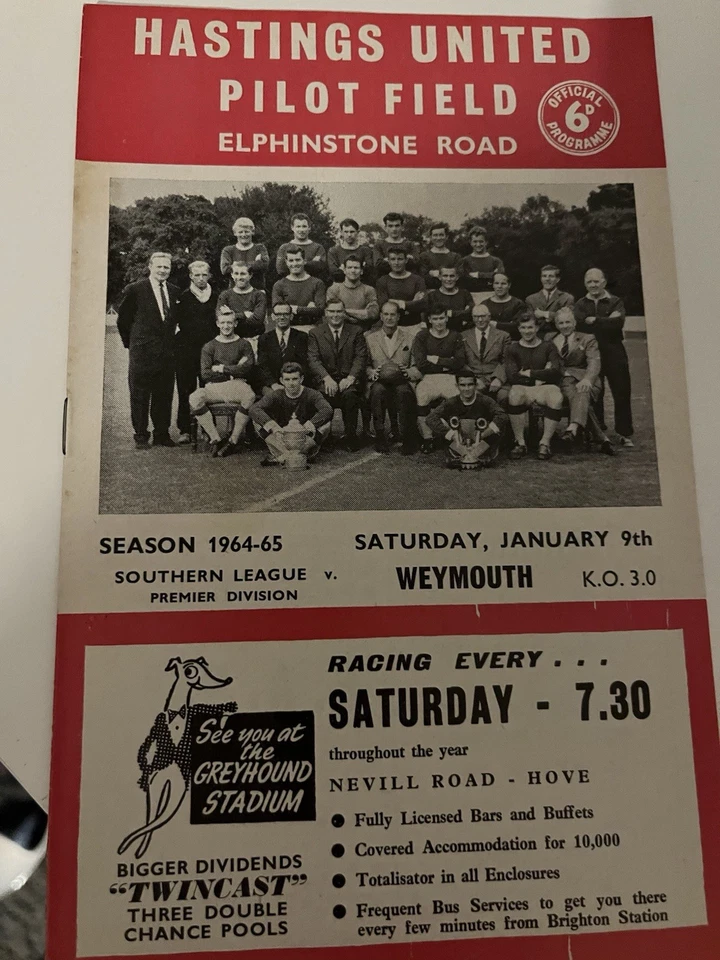 HASTINGS UNITED
PILOT FIELD
ELPHINSTONE ROAD
OFFICIAL
6D
PROGRAMME
SEASON 1964-65
SATURDAY, JANUARY 9th
SOUTHERN LEAGUE v.
PREMIER DIVISION
WEYMOUTH
K.O. 3.0
See you at
the
GREYHOUND
STADIUM
BIGGER DIVIDENDS
"TWINCAST"
THREE DOUBLE
CHANCE POOLS
RACING EVERY . . .
SATURDAY - 7.30
throughout the year
NEVILL ROAD - HOVE
● Fully Licensed Bars and Buffets
● Covered Accommodation for 10,000
● Totalisator in all Enclosures
● Frequent Bus Services to get you there
every few minutes from Brighton Station